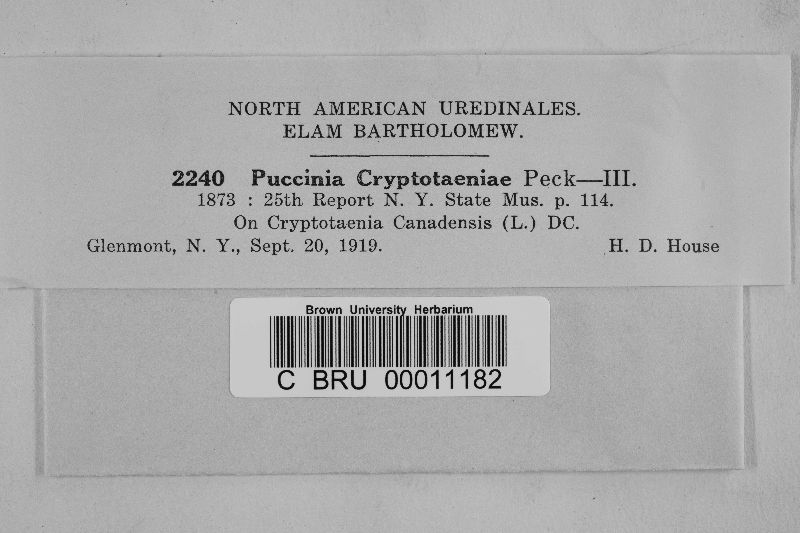 NORTH AMERICAN UREDINALES.
ELAM BARTHOLOMEW.
2240 Puccinia Cryptotaeniae Peck—III.
1873 : 25th Report N. Y. State Mus. p. 114.
On Cryptotaenia Canadensis (L.) DC.
Glenmont, N. Y., Sept. 20, 1919. H. D. House
Brown University Herbarium
C BRU 00011182